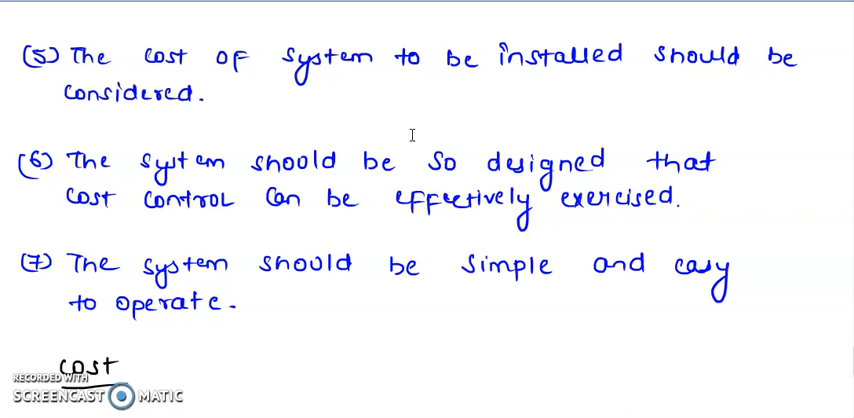 (5) The cost of system to be installed should be
considered.
(6) The system should be so designed that
cost control can be effectively exercised.
(7) The system should be simple and easy
to operate.
cost
RECORDED WITH
SCREENCAST MATIC